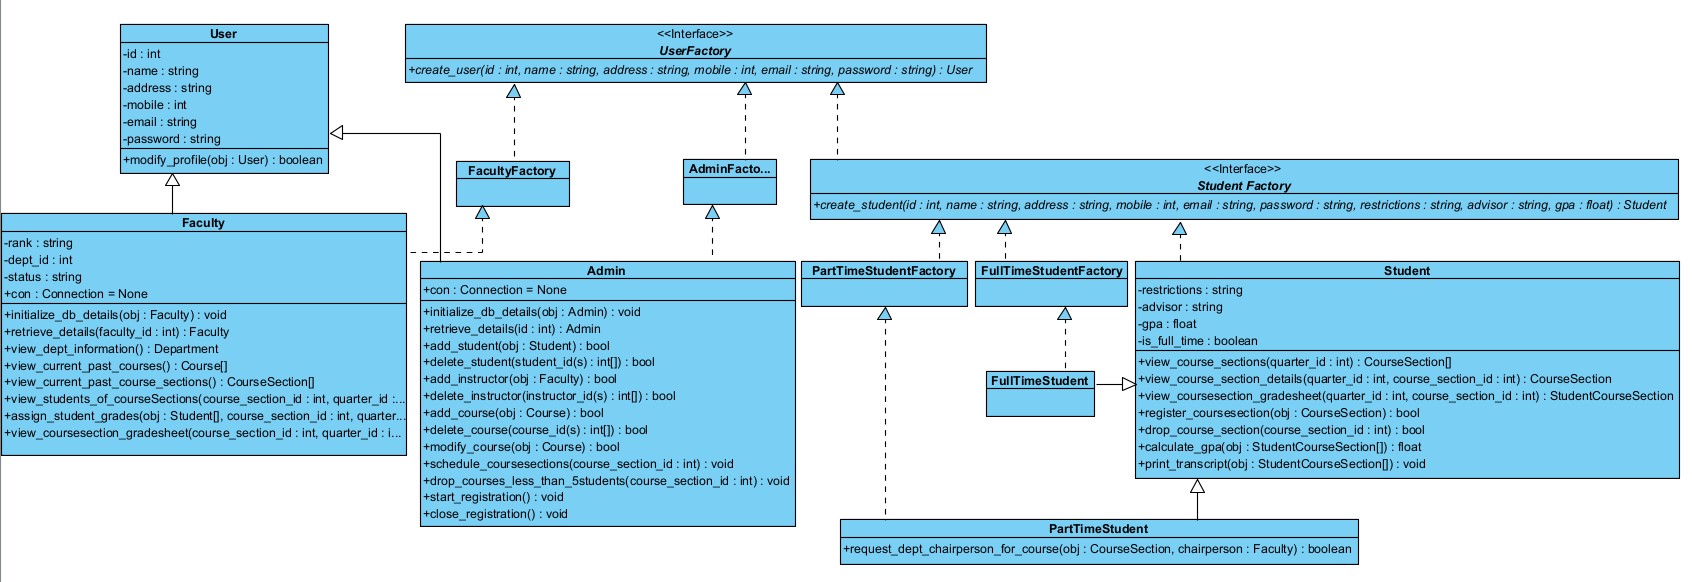 User
-id : int
-name : string
-address : string
-mobile : int
-email : string
-password : string
+modify_profile(obj : User) : boolean
<<Interface>>
UserFactory
+create_user(id : int, name : string, address : string, mobile : int, email : string, password : string) : User
FacultyFactory
AdminFacto...
<<Interface>>
Student Factory
+create_student(id : int, name : string, address : string, mobile : int, email : string, password : string, restrictions : string, advisor : string, gpa : float) : Student
Faculty
-rank : string
-dept_id : int
-status : string
+con : Connection = None
+initialize_db_details(obj : Faculty) : void
+retrieve_details(faculty_id : int) : Faculty
+view_dept_information() : Department
+view_current_past_courses() : Course[]
+view_current_past_course_sections() : CourseSection[]
+view_students_of_courseSections(course_section_id : int, quarter_id :...
+assign_student_grades(obj : Student[], course_section_id : int, quarter...
+view_coursesection_gradesheet(course_section_id : int, quarter_id : i...
Admin
+con : Connection = None
+initialize_db_details(obj : Admin) : void
+retrieve_details(id : int) : Admin
+add_student(obj : Student) : bool
+delete_student(student_id(s) : int[]) : bool
+add_instructor(obj : Faculty) : bool
+delete_instructor(instructor_id(s) : int[]) : bool
+add_course(obj : Course) : bool
+delete_course(course_id(s) : int[]) : bool
+modify_course(obj : Course) : bool
+schedule_coursesections(course_section_id : int) : void
+drop_courses_less_than_5students(course_section_id : int) : void
+start_registration() : void
+close_registration() : void
PartTimeStudentFactory
FullTimeStudentFactory
FullTimeStudent
Student
-restrictions : string
-advisor : string
-gpa : float
-is_full_time : boolean
+view_course_sections(quarter_id : int) : CourseSection[]
+view_course_section_details(quarter_id : int, course_section_id : int) : CourseSection
+view_coursesection_gradesheet(quarter_id : int, course_section_id : int) : StudentCourseSection
+register_coursesection(obj : CourseSection) : bool
+drop_course_section(course_section_id : int) : bool
+calculate_gpa(obj : StudentCourseSection[]) : float
+print_transcript(obj : StudentCourseSection[]) : void
PartTimeStudent
+request_dept_chairperson_for_course(obj : CourseSection, chairperson : Faculty) : boolean